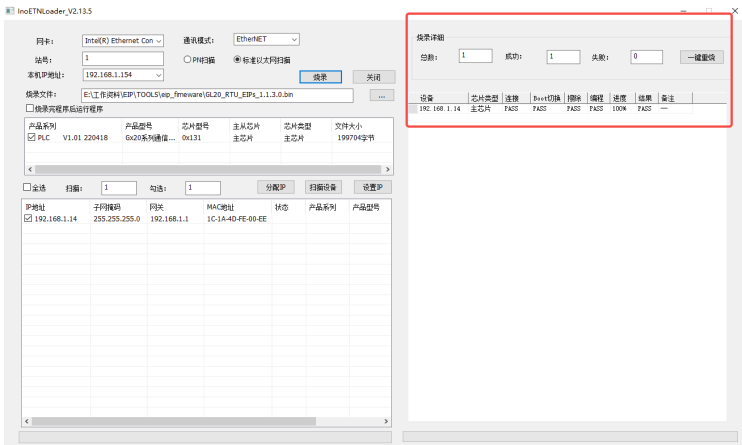 InoETNLoader_V2.13.5
网卡: Intel(R) Ethernet Con 通讯模式: EtherNET
站号: 1 PN扫描 标准以太网扫描
本机IP地址: 192.168.1.154 烧录 关闭
烧录文件: E:\工作资料\EIP\TOOLS\eip_fimeware\GL20_RTU_EIPs_1.1.3.0.bin ...
烧录完程序后运行程序
产品系列 产品型号 芯片型号 主从芯片 芯片类型 文件大小
PLC V1.01 220418 Gx20系列通信... 0x131 主芯片 主芯片 199704字节
全选 扫描: 1 勾选: 1 分配IP 扫描设备 设置IP
IP地址 子网掩码 网关 MAC地址 状态 产品系列 产品型号
192.168.1.14 255.255.255.0 192.168.1.1 1C-1A-4D-FE-00-EE
烧录详细
总数: 1 成功: 1 失败: 0 一键重烧
设备 芯片类型 连接 Boot切换 擦除 编程 进度 结果 备注
192.168.1.14 主芯片 PASS PASS PASS PASS 100% PASS —